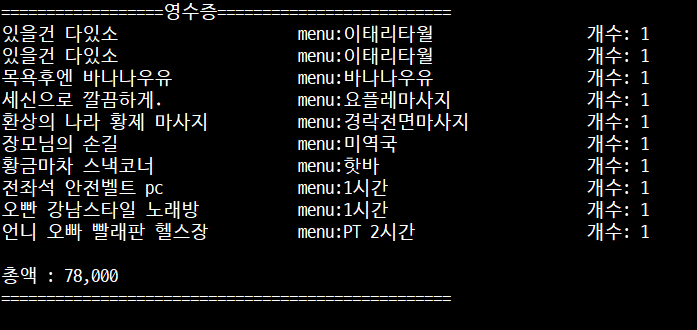 ==================영수증==========================
있을건 다있소 menu:이태리타월 개수: 1
있을건 다있소 menu:이태리타월 개수: 1
목욕후엔 바나나우유 menu:바나나우유 개수: 1
세신으로 깔끔하게. menu:요플레마사지 개수: 1
환상의 나라 황제 마사지 menu:경락전면마사지 개수: 1
장모님의 손길 menu:미역국 개수: 1
황금마차 스낵코너 menu:핫바 개수: 1
전좌석 안전벨트 pc menu:1시간 개수: 1
오빤 강남스타일 노래방 menu:1시간 개수: 1
언니 오빠 빨래판 헬스장 menu:PT 2시간 개수: 1
총액 : 78,000
==================================================